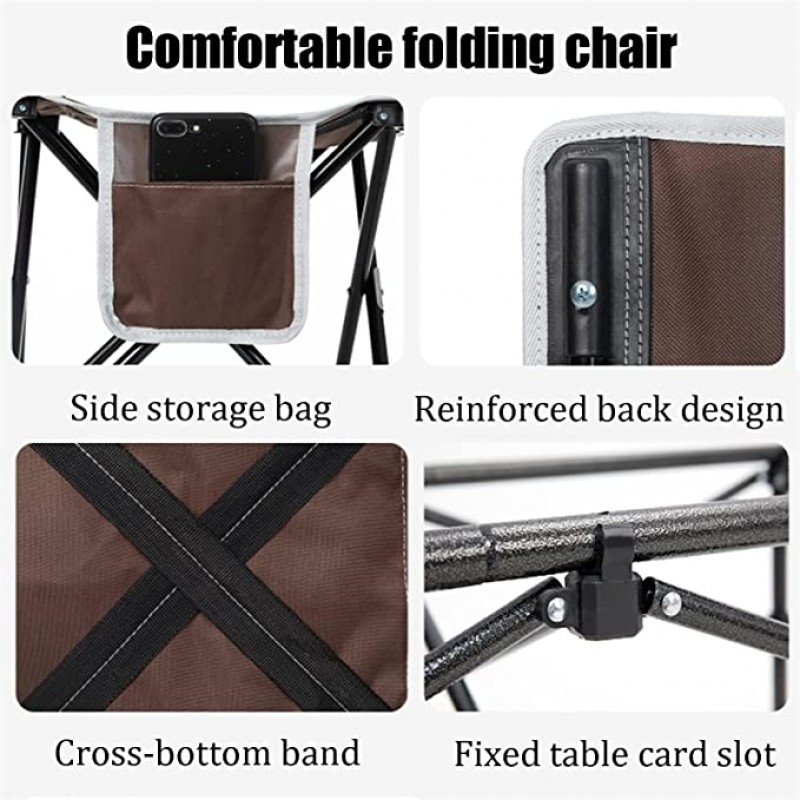 Comfortable folding chair
Side storage bag
Reinforced back design
Cross-bottom band
Fixed table card slot